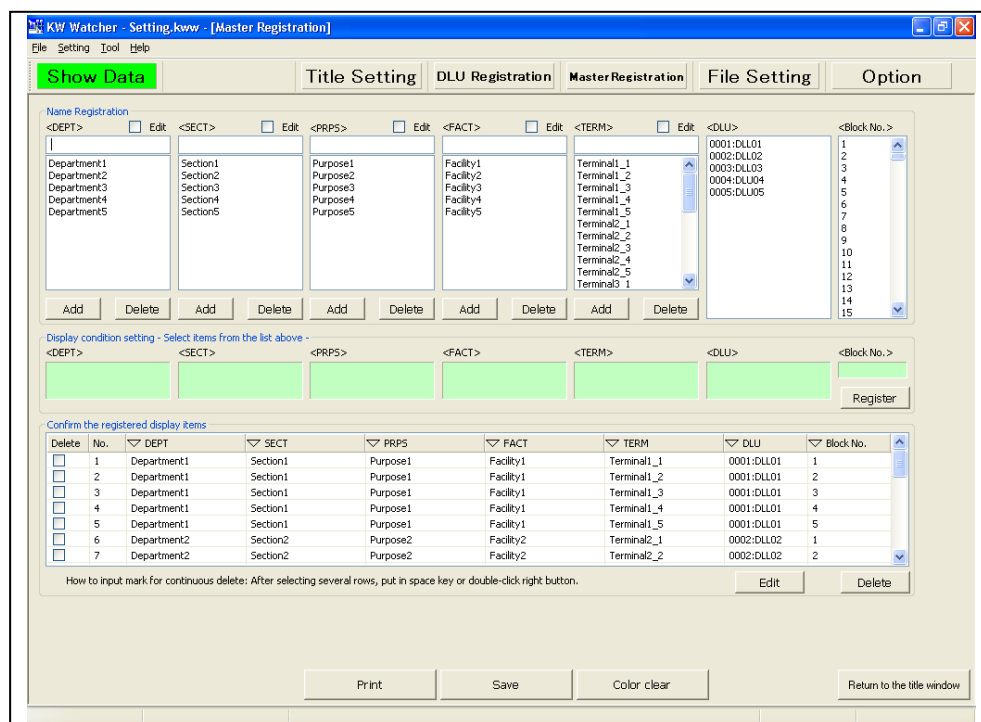 KW Watcher - Setting.kww - [Master Registration]
File Setting Tool Help
Show Data Title Setting DLU Registration Master Registration File Setting Option
Name Registration
<DEPT> Edit <SECT> Edit <PRPS> Edit <FACT> Edit <TERM> Edit <DLU> <Block No.>
Department1 Section1 Purpose1 Facility1 Terminal1_1 0001:DLL01 1
Department2 Section2 Purpose2 Facility2 Terminal1_2 0002:DLL02 2
Department3 Section3 Purpose3 Facility3 Terminal1_3 0003:DLL03 3
Department4 Section4 Purpose4 Facility4 Terminal1_4 0004:DLU04 4
Department5 Section5 Purpose5 Facility5 Terminal1_5 0005:DLU05 5
Terminal2_1 6
Terminal2_2 7
Terminal2_3 8
Terminal2_4 9
Terminal2_5 10
Terminal3_1 11
12
13
14
15
Add Delete Add Delete Add Delete Add Delete Add Delete
Display condition setting - Select items from the list above -
<DEPT> <SECT> <PRPS> <FACT> <TERM> <DLU> <Block No.>
Register
Confirm the registered display items
Delete No. DEPT SECT PRPS FACT TERM DLU Block No.
1 Department1 Section1 Purpose1 Facility1 Terminal1_1 0001:DLL01 1
2 Department1 Section1 Purpose1 Facility1 Terminal1_2 0001:DLL01 2
3 Department1 Section1 Purpose1 Facility1 Terminal1_3 0001:DLL01 3
4 Department1 Section1 Purpose1 Facility1 Terminal1_4 0001:DLL01 4
5 Department1 Section1 Purpose1 Facility1 Terminal1_5 0001:DLL01 5
6 Department2 Section2 Purpose2 Facility2 Terminal2_1 0002:DLL02 1
7 Department2 Section2 Purpose2 Facility2 Terminal2_2 0002:DLL02 2
How to input mark for continuous delete: After selecting several rows, put in space key or double-click right button.
Edit Delete
Print Save Color clear Return to the title window